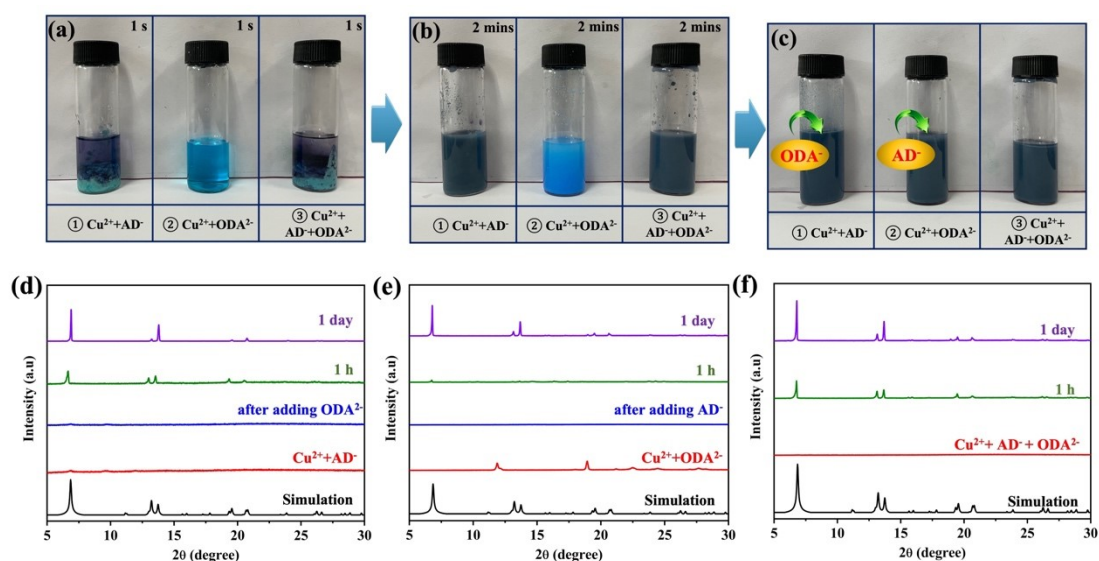 (a)
1 s
1 s
1 s
① Cu²⁺+AD⁻
② Cu²⁺+ODA²⁻
③ Cu²⁺+
AD⁻+ODA²⁻
(b)
2 mins
2 mins
2 mins
① Cu²⁺+AD⁻
② Cu²⁺+ODA²⁻
③ Cu²⁺+
AD⁻+ODA²⁻
(c)
ODA⁻
AD⁻
① Cu²⁺+AD⁻
② Cu²⁺+ODA²⁻
③ Cu²⁺+
AD⁻+ODA²⁻
(d)
1 day
1 h
after adding ODA²⁻
Cu²⁺+AD⁻
Simulation
Intensity (a.u)
5 10 15 20 25 30
2θ (degree)
(e)
1 day
1 h
after adding AD⁻
Cu²⁺+ODA²⁻
Simulation
Intensity (a.u)
5 10 15 20 25 30
2θ (degree)
(f)
1 day
1 h
Cu²⁺+ AD⁻ + ODA²⁻
Simulation
Intensity (a.u)
5 10 15 20 25 30
2θ (degree)